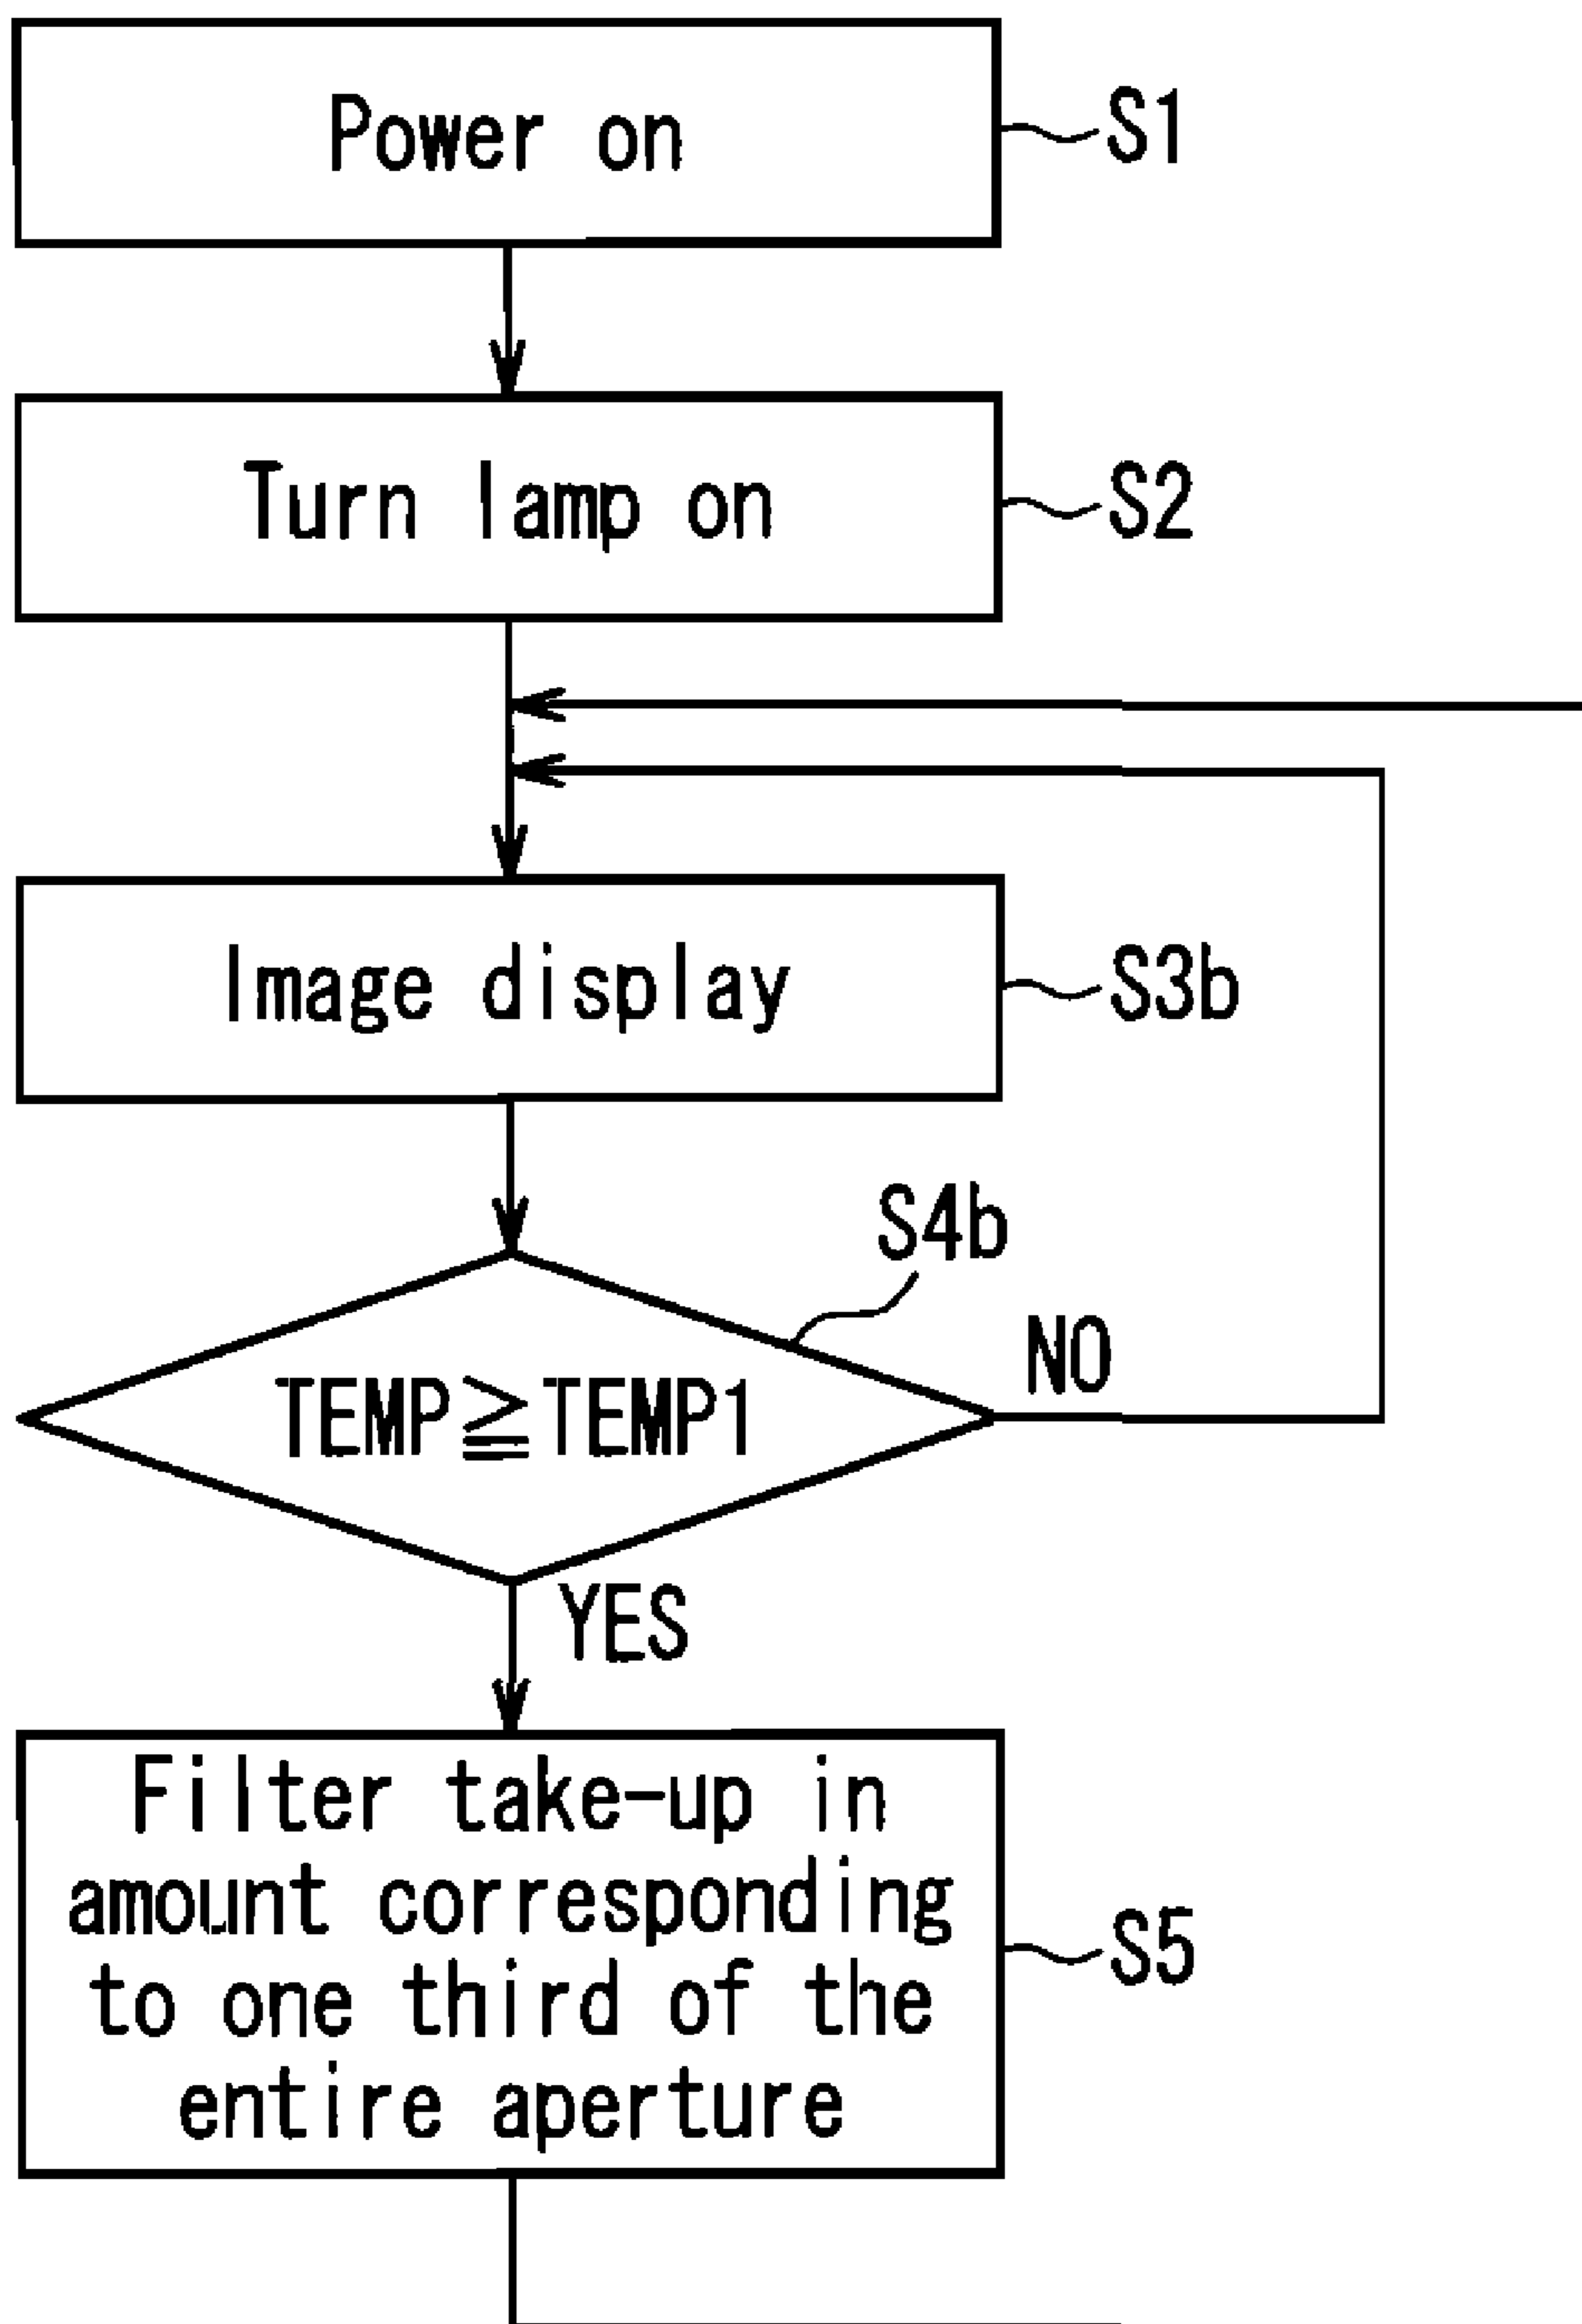 Power on
S1
Turn lamp on
S2
Image display
S3b
S4b
TEMP≧TEMP1
NO
YES
Filter take-up in
amount corresponding
to one third of the
entire aperture
S5